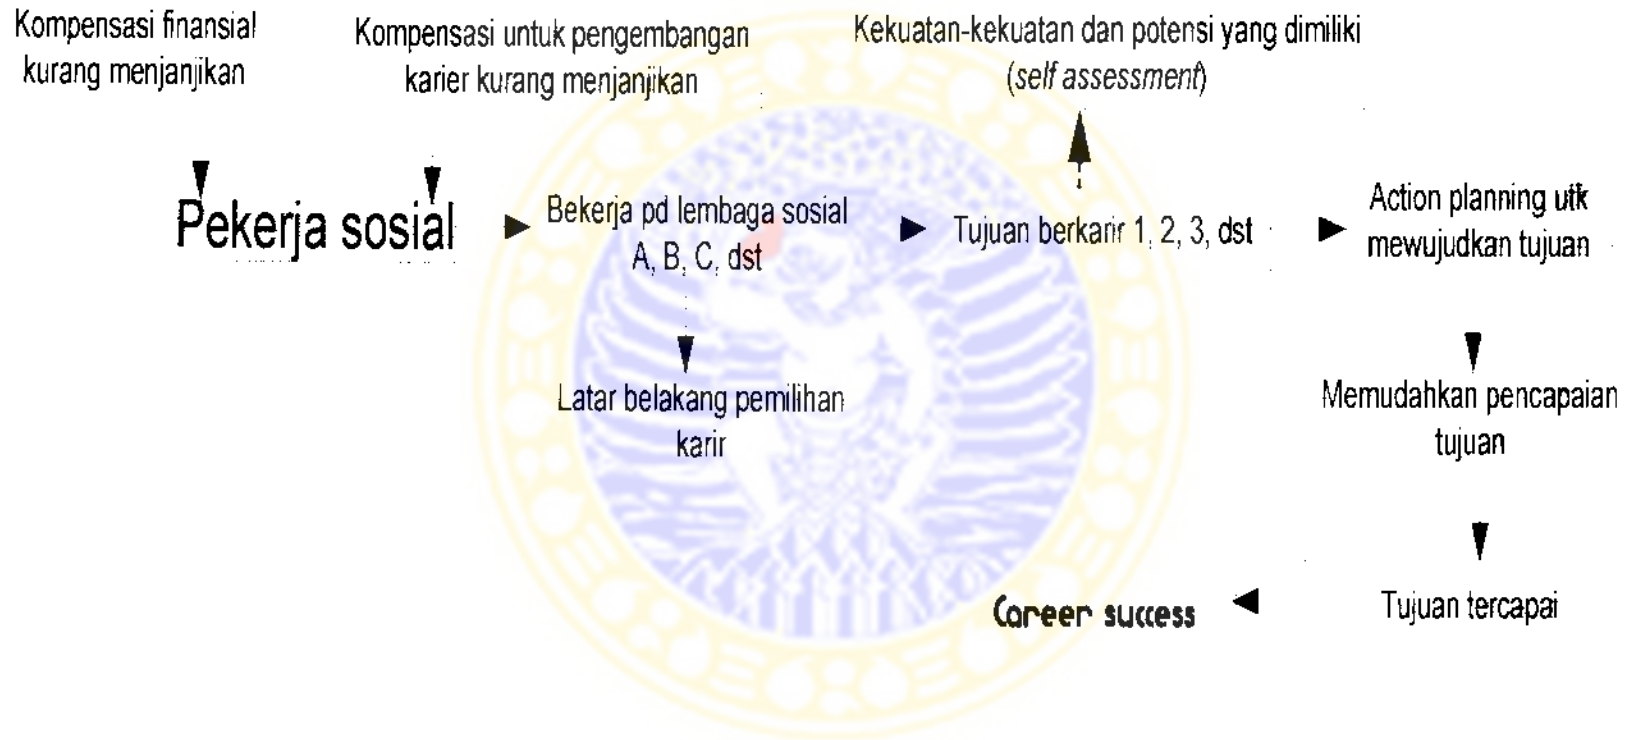 Kompensasi finansial
kurang menjanjikan
Kompensasi untuk pengembangan
karier kurang menjanjikan
Kekuatan-kekuatan dan potensi yang dimiliki
(self assessment)
Pekerja sosial
Bekerja pd lembaga sosial
A, B, C, dst
Tujuan berkarir 1, 2, 3, dst
Action planning utk
mewujudkan tujuan
Latar belakang pemilihan
karir
Memudahkan pencapaian
tujuan
Tujuan tercapai
Career success